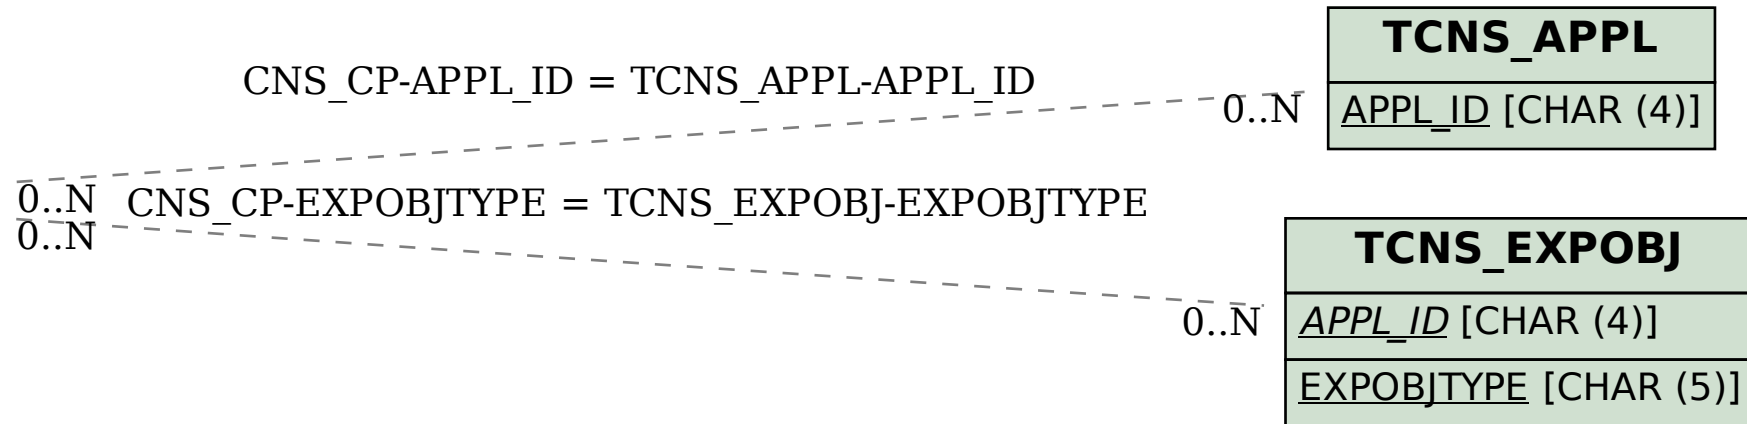 TCNS_APPL
CNS_CP-APPL_ID = TCNS_APPL-APPL_ID
0..N
APPL_ID [CHAR (4)]
0..N
CNS_CP-EXPOBJTYPE = TCNS_EXPOBJ-EXPOBJTYPE
0..N
TCNS_EXPOBJ
0..N
APPL_ID [CHAR (4)]
EXPOBJTYPE [CHAR (5)]